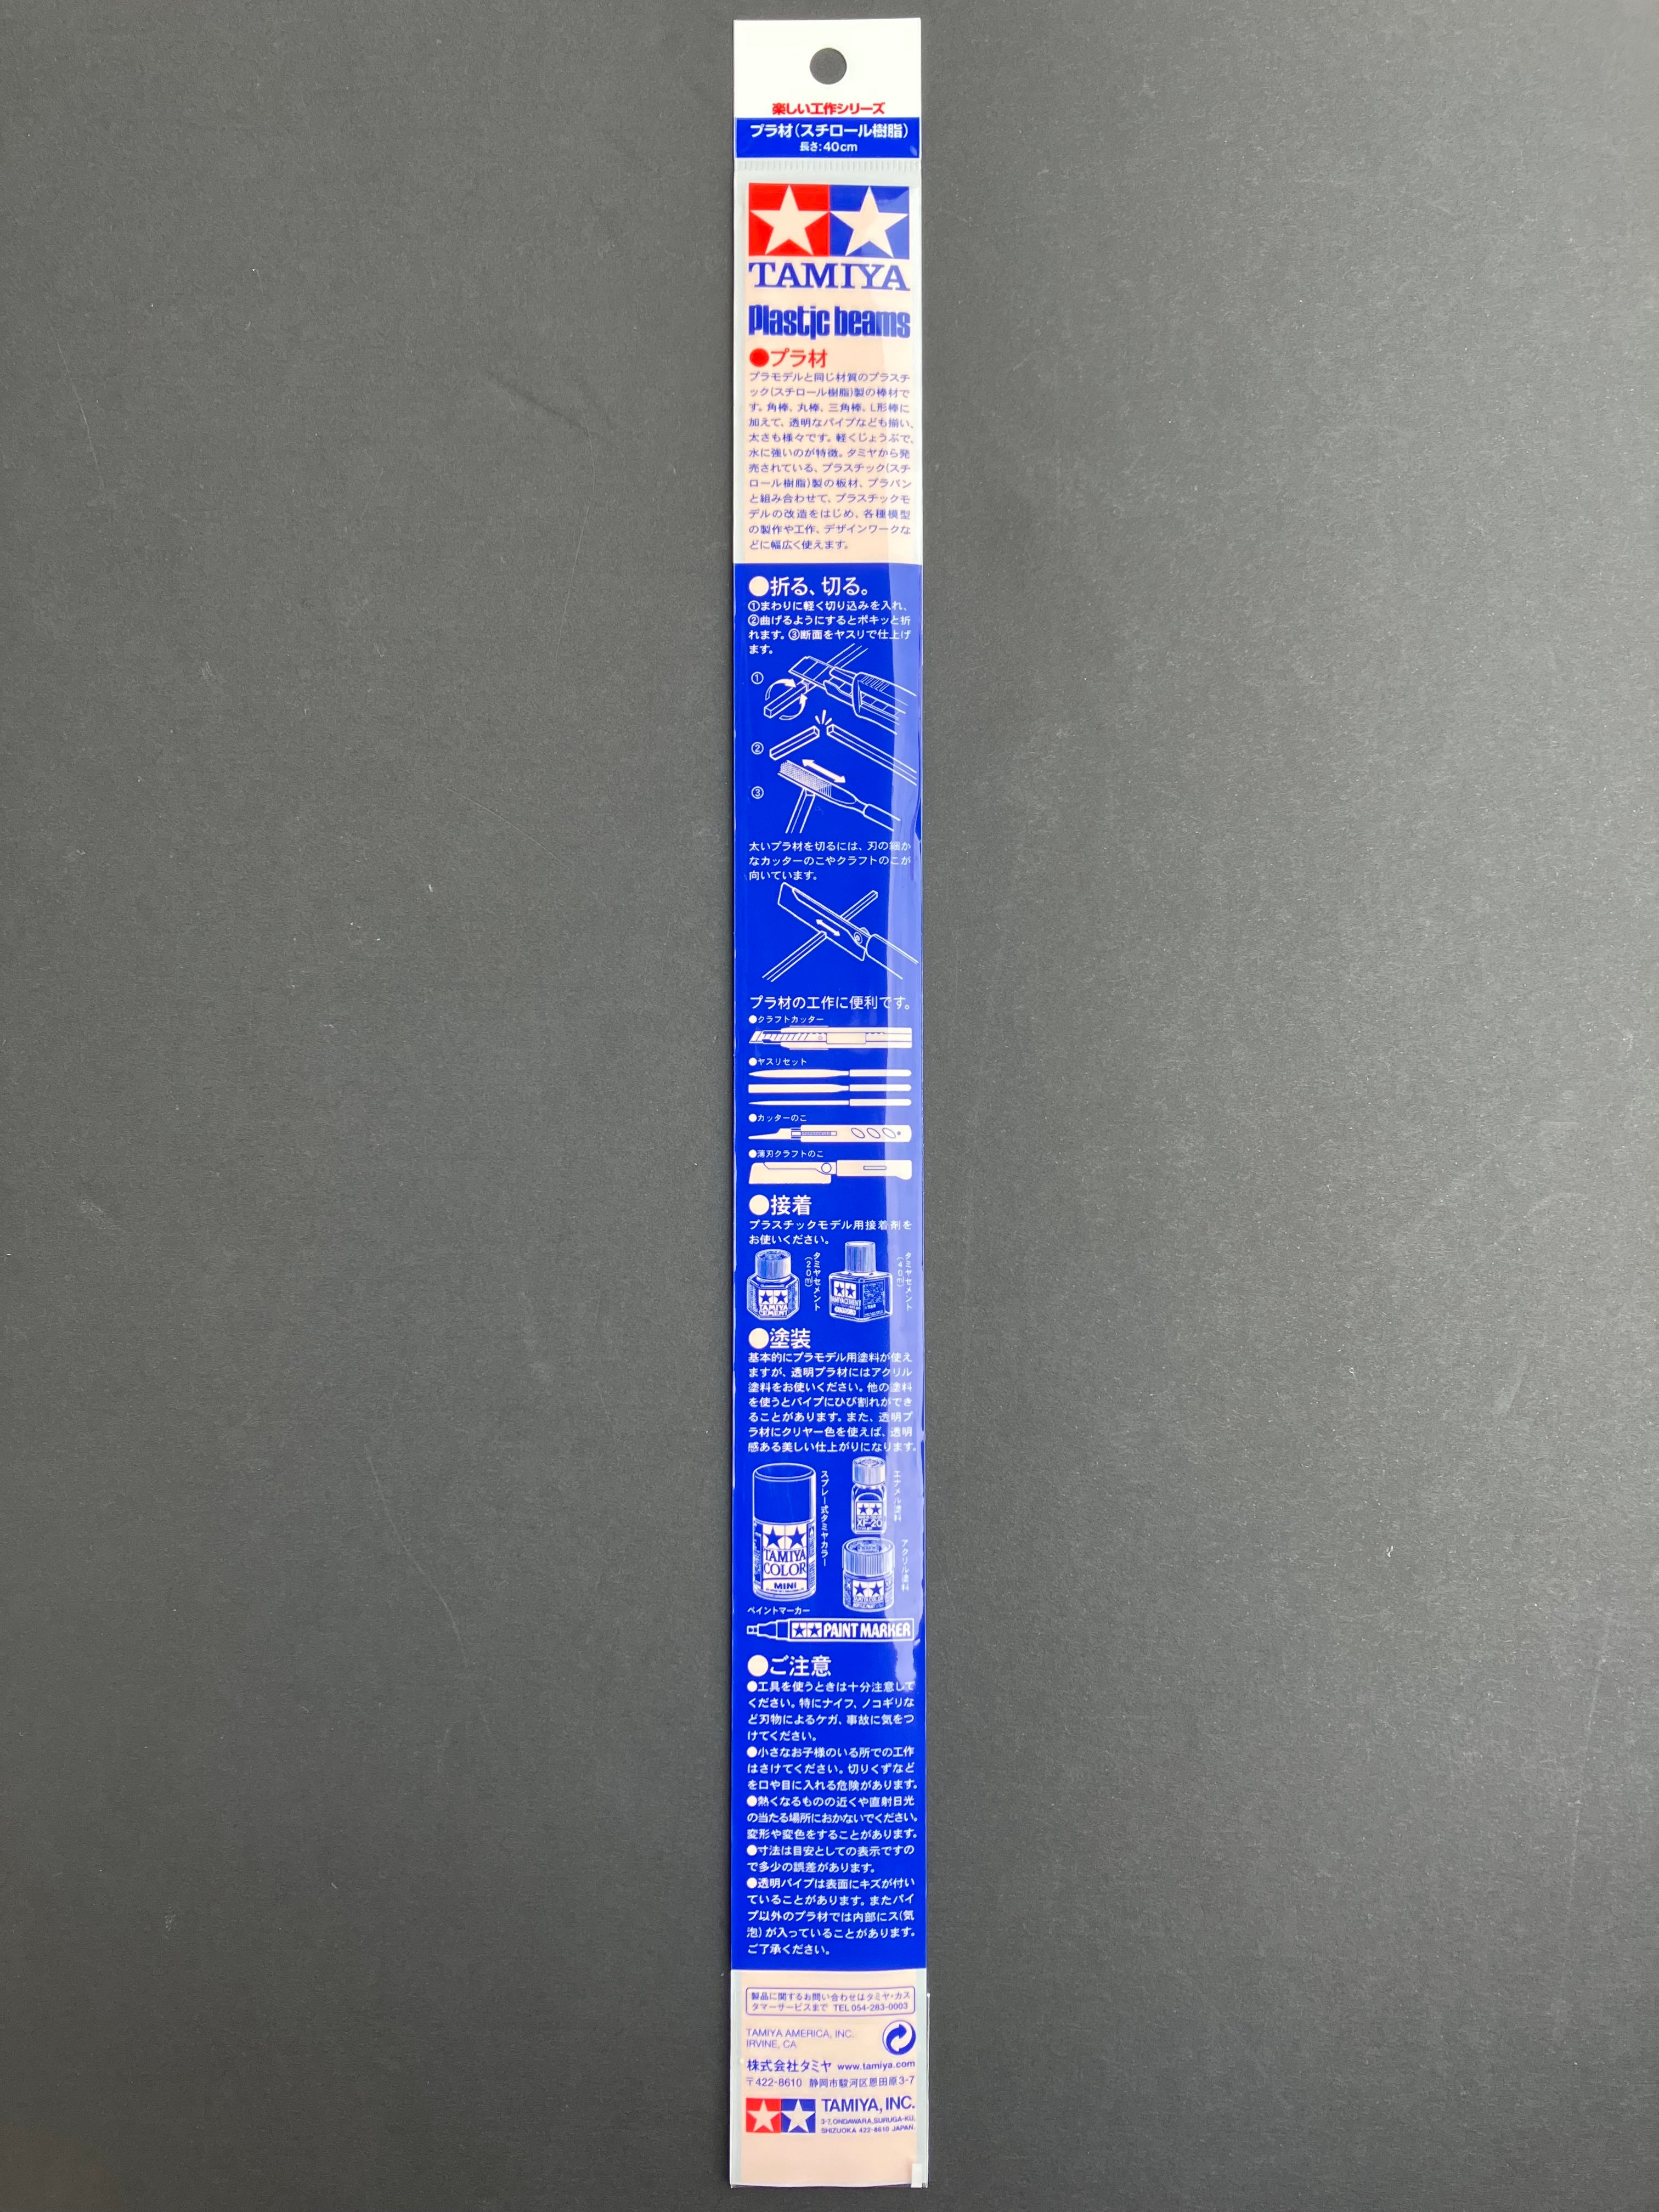 楽しい工作シリーズ
プラ材(スチロール樹脂)
長さ:40cm
TAMIYA
Plastic beams
●プラ材
プラモデルと同じ材質のプラスチ
ック(スチロール樹脂)製の棒材で
す。角棒、丸棒、三角棒、L形棒に
加えて、透明なパイプなども揃い、
太さも様々です。軽くじょうぶで、
水に強いのが特徴。タミヤから発
売されている、プラスチック(スチ
ロール樹脂)製の板材、プラバン
と組み合わせて、プラスチックモ
デルの改造をはじめ、各種模型
の製作や工作、デザインワークな
どに幅広く使えます。
●折る、切る。
①まわりに軽く切り込みを入れ、
②曲げるようにするとポキッと折
れます。③断面をヤスリで仕上げ
ます。
①
②
③
太いプラ材を切るには、刃の細か
なカッターのこやクラフトのこが
向いています。
プラ材の工作に便利です。
●クラフトカッター
●ヤスリセット
●カッターのこ
●薄刃クラフトのこ
●接着
プラスチックモデル用接着剤を
お使いください。
タミヤセメント
(20㎖)
タミヤセメント
(40㎖)
TAMIYA
CEMENT
TAMIYA CEMENT
●塗装
基本的にプラモデル用塗料が使え
ますが、透明プラ材にはアクリル
塗料をお使いください。他の塗料
を使うとパイプにひび割れができ
ることがあります。また、透明プ
ラ材にクリヤー色を使えば、透明
感ある美しい仕上がりになります。
スプレー式タミヤカラー
エナメル塗料
XF-20
TAMIYA
COLOR
MINI
アクリル塗料
ペイントマーカー
PAINT MARKER
●ご注意
●工具を使うときは十分注意して
ください。特にナイフ、ノコギリな
ど刃物によるケガ、事故に気をつ
けてください。
●小さなお子様のいる所での工作
はさけてください。切りくずなど
を口や目に入れる危険があります。
●熱くなるものの近くや直射日光
の当たる場所におかないでください。
変形や変色をすることがあります。
●寸法は目安としての表示ですの
で多少の誤差があります。
●透明パイプは表面にキズが付い
ていることがあります。またパイ
プ以外のプラ材では内部にス(気
泡)が入っていることがあります。
ご了承ください。
製品に関するお問い合わせはタミヤ・カス
タマーサービスまで TEL 054-283-0003
TAMIYA AMERICA, INC.
IRVINE, CA
株式会社タミヤ www.tamiya.com
〒422-8610 静岡市駿河区恩田原3-7
TAMIYA, INC.
3-7, ONDAWARA, SURUGA-KU,
SHIZUOKA 422-8610 JAPAN.